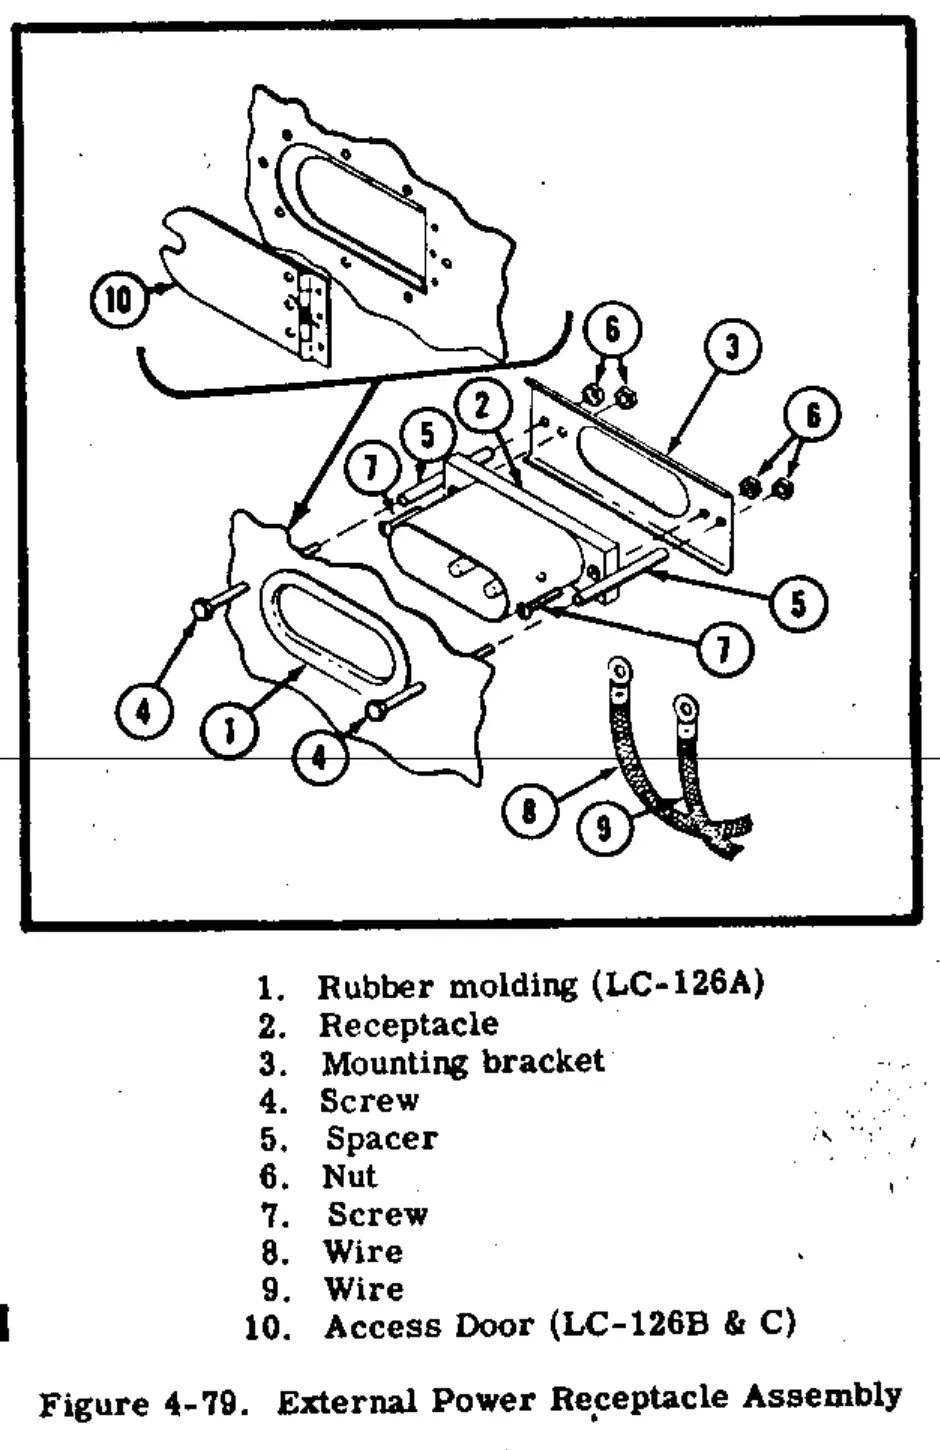 10
6
3
2
6
5
7
5
7
4
1
4
8
9
1. Rubber molding (LC-126A)
2. Receptacle
3. Mounting bracket
4. Screw
5. Spacer
6. Nut
7. Screw
8. Wire
9. Wire
10. Access Door (LC-126B & C)
Figure 4-79. External Power Receptacle Assembly